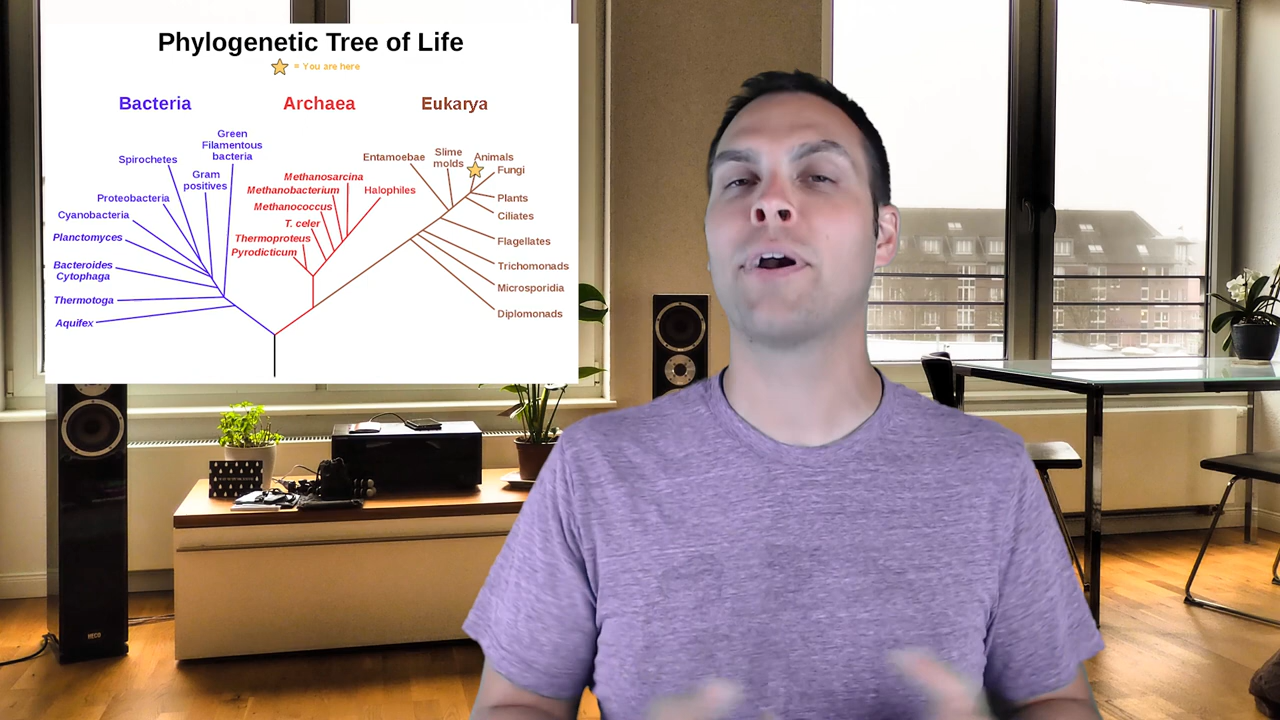 Phylogenetic Tree of Life
= You are here
Bacteria
Archaea
Eukarya
Green
Filamentous
bacteria
Spirochetes
Gram
positives
Proteobacteria
Cyanobacteria
Planctomyces
Bacteroides
Cytophaga
Thermotoga
Aquifex
Methanosarcina
Methanobacterium
Halophiles
Methanococcus
T. celer
Thermoproteus
Pyrodicticum
Entamoebae
Slime
molds
Animals
Fungi
Plants
Ciliates
Flagellates
Trichomonads
Microsporidia
Diplomonads
HECO